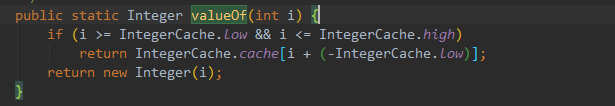 public static Integer valueOf(int i) {
if (i >= IntegerCache.low && i <= IntegerCache.high)
return IntegerCache.cache[i + (-IntegerCache.low)];
return new Integer(i);
}